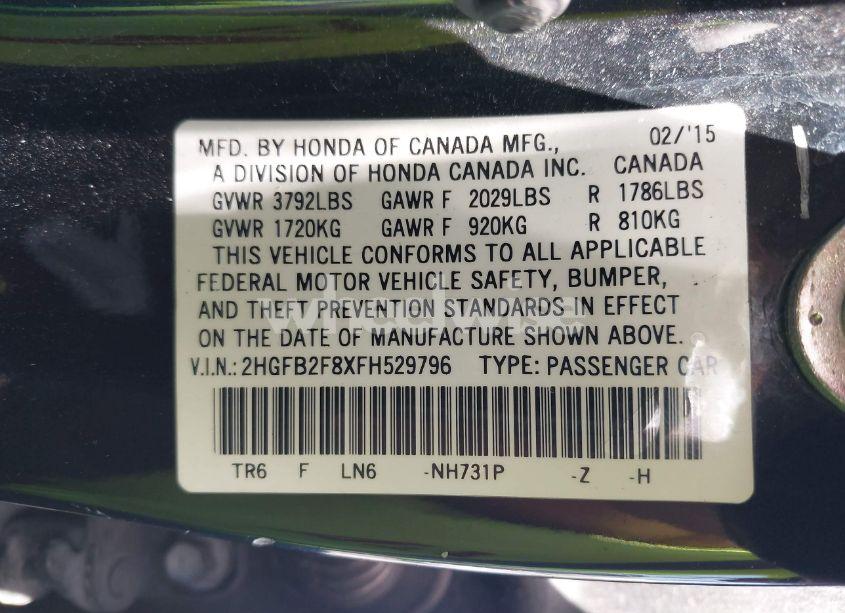 MFD. BY HONDA OF CANADA MFG., 02/'15
A DIVISION OF HONDA CANADA INC. CANADA
GVWR 3792LBS GAWR F 2029LBS R 1786LBS
GVWR 1720KG GAWR F 920KG R 810KG
THIS VEHICLE CONFORMS TO ALL APPLICABLE
FEDERAL MOTOR VEHICLE SAFETY, BUMPER,
AND THEFT PREVENTION STANDARDS IN EFFECT
ON THE DATE OF MANUFACTURE SHOWN ABOVE.
V.I.N.: 2HGFB2F8XFH529796 TYPE: PASSENGER CAR
TR6 F LN6 -NH731P -Z -H